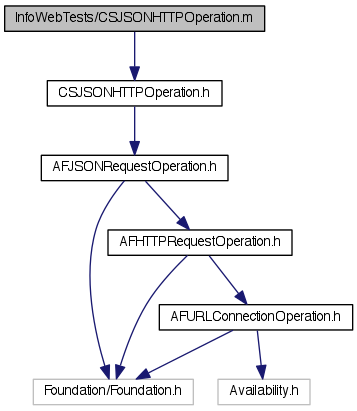 InfoWebTests/CSJSONHTTPOperation.m
CSJSONHTTPOperation.h
AFJSONRequestOperation.h
AFHTTPRequestOperation.h
AFURLConnectionOperation.h
Foundation/Foundation.h
Availability.h